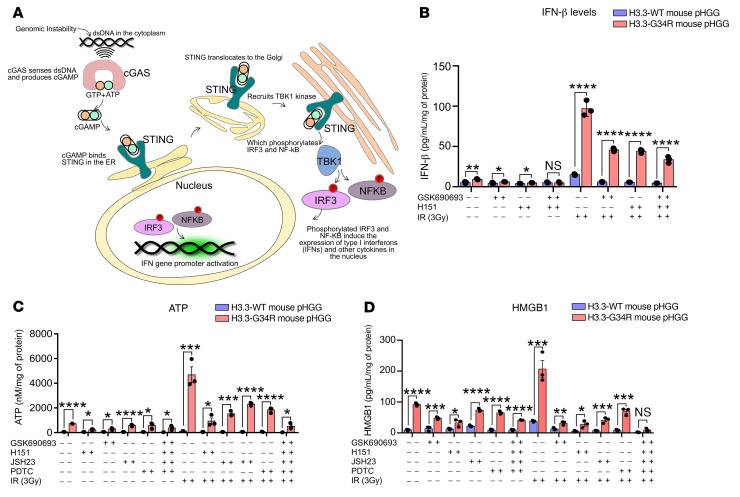 A
Genomic Instability
dsDNA in the cytoplasm
cGAS senses dsDNA
and produces cGAMP
cGAS
GTP+ATP
cGAMP
STING
cGAMP binds
STING in the ER
STING translocates to the Golgi
STING
Recruits TBK1 kinase
STING
Which phosphorylates
IRF3 and NF-kB
TBK1
P
P
IRF3
NFKB
Phosphorylated IRF3 and
NF-KB induce the
expression of type I interferons
(IFNs) and other cytokines in
the nucleus
Nucleus
P
P
IRF3
NFKB
IFN gene promoter activation
B
IFN-β levels
H3.3-WT mouse pHGG
H3.3-G34R mouse pHGG
IFN-β (pg/mL/mg of protein)
150
100
50
0
** * * NS **** **** **** ****
GSK690693 – – + + – – + + – – + + – – + +
H151 – – – – + + + + – – – – + + + +
IR (3Gy) – – – – – – – – + + + + + + + +
C
ATP
H3.3-WT mouse pHGG
H3.3-G34R mouse pHGG
ATP (nM/mg of protein)
8000
6000
4000
2000
0
**** * * **** * * *** * *** **** **** *
GSK690693
H151
JSH23
PDTC
IR (3Gy)
D
HMGB1
H3.3-WT mouse pHGG
H3.3-G34R mouse pHGG
HMGB1 (pg/mL/mg of protein)
300
200
100
0
**** *** * *** **** **** *** ** * *** *** NS
GSK690693
H151
JSH23
PDTC
IR (3Gy)